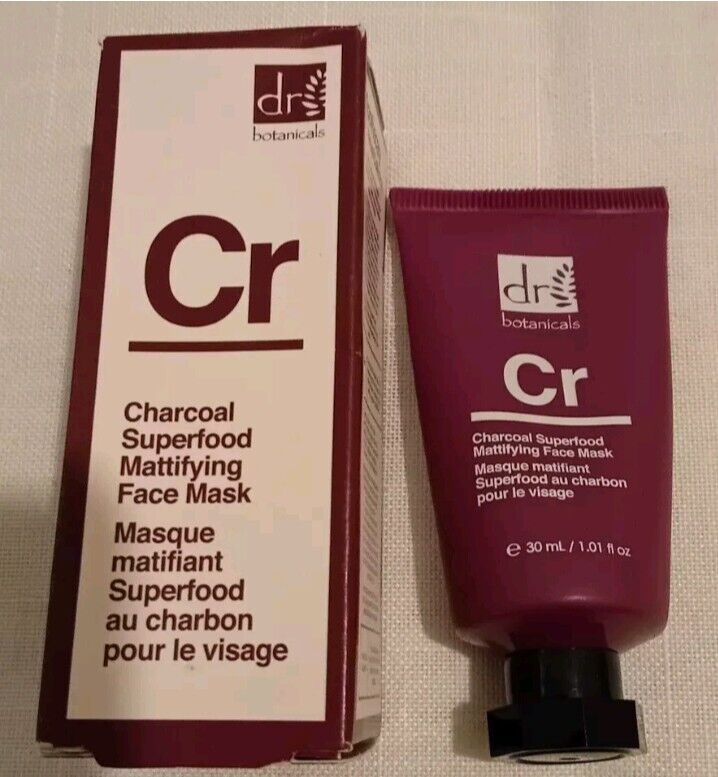 dr
botanicals
Cr
Charcoal
Superfood
Mattifying
Face Mask
Masque
matifiant
Superfood
au charbon
pour le visage
dr
botanicals
Cr
Charcoal Superfood
Mattifying Face Mask
Masque matifiant
Superfood au charbon
pour le visage
e 30 mL / 1.01 fl oz